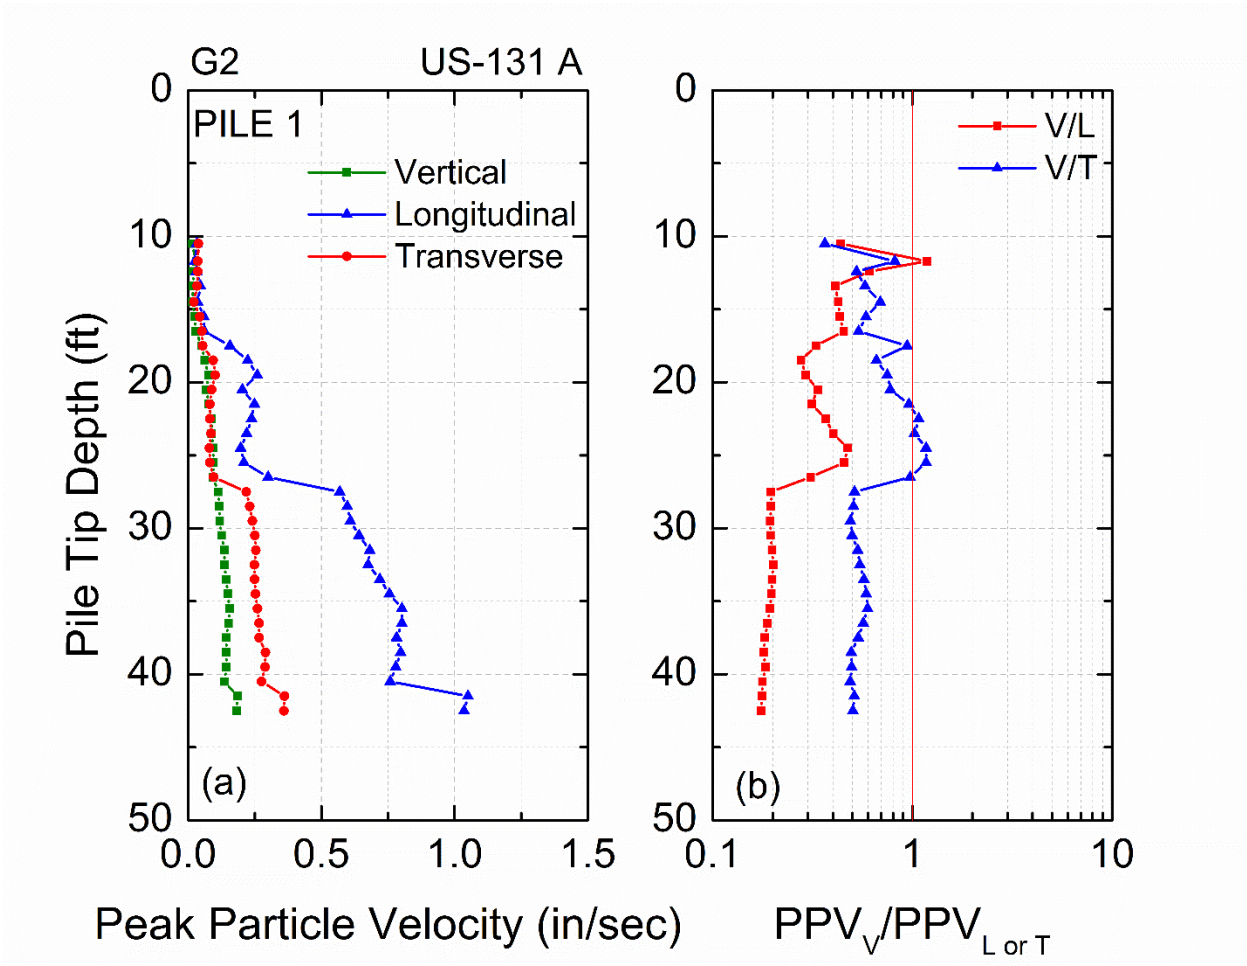 G2 US-131 A
PILE 1
Vertical
Longitudinal
Transverse
0
10
20
30
40
50
Pile Tip Depth (ft)
(a)
0.0 0.5 1.0 1.5
Peak Particle Velocity (in/sec)
V/L
V/T
0
10
20
30
40
50
(b)
0.1 1 10
PPVV/PPVL or T